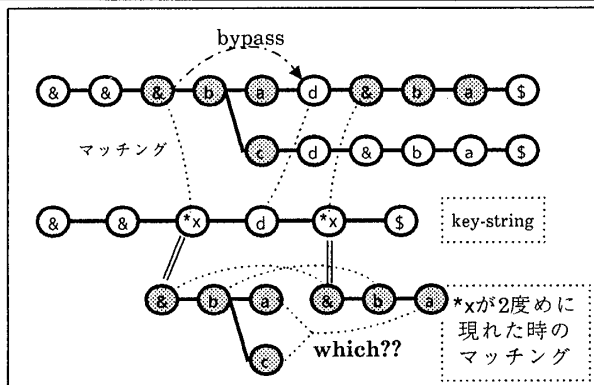 bypass
& & & b a d & b a $
c d & b a $
マッチング
& & *x d *x $
key-string
& b a & b a
c
which??
*xが2度めに
現れた時の
マッチング